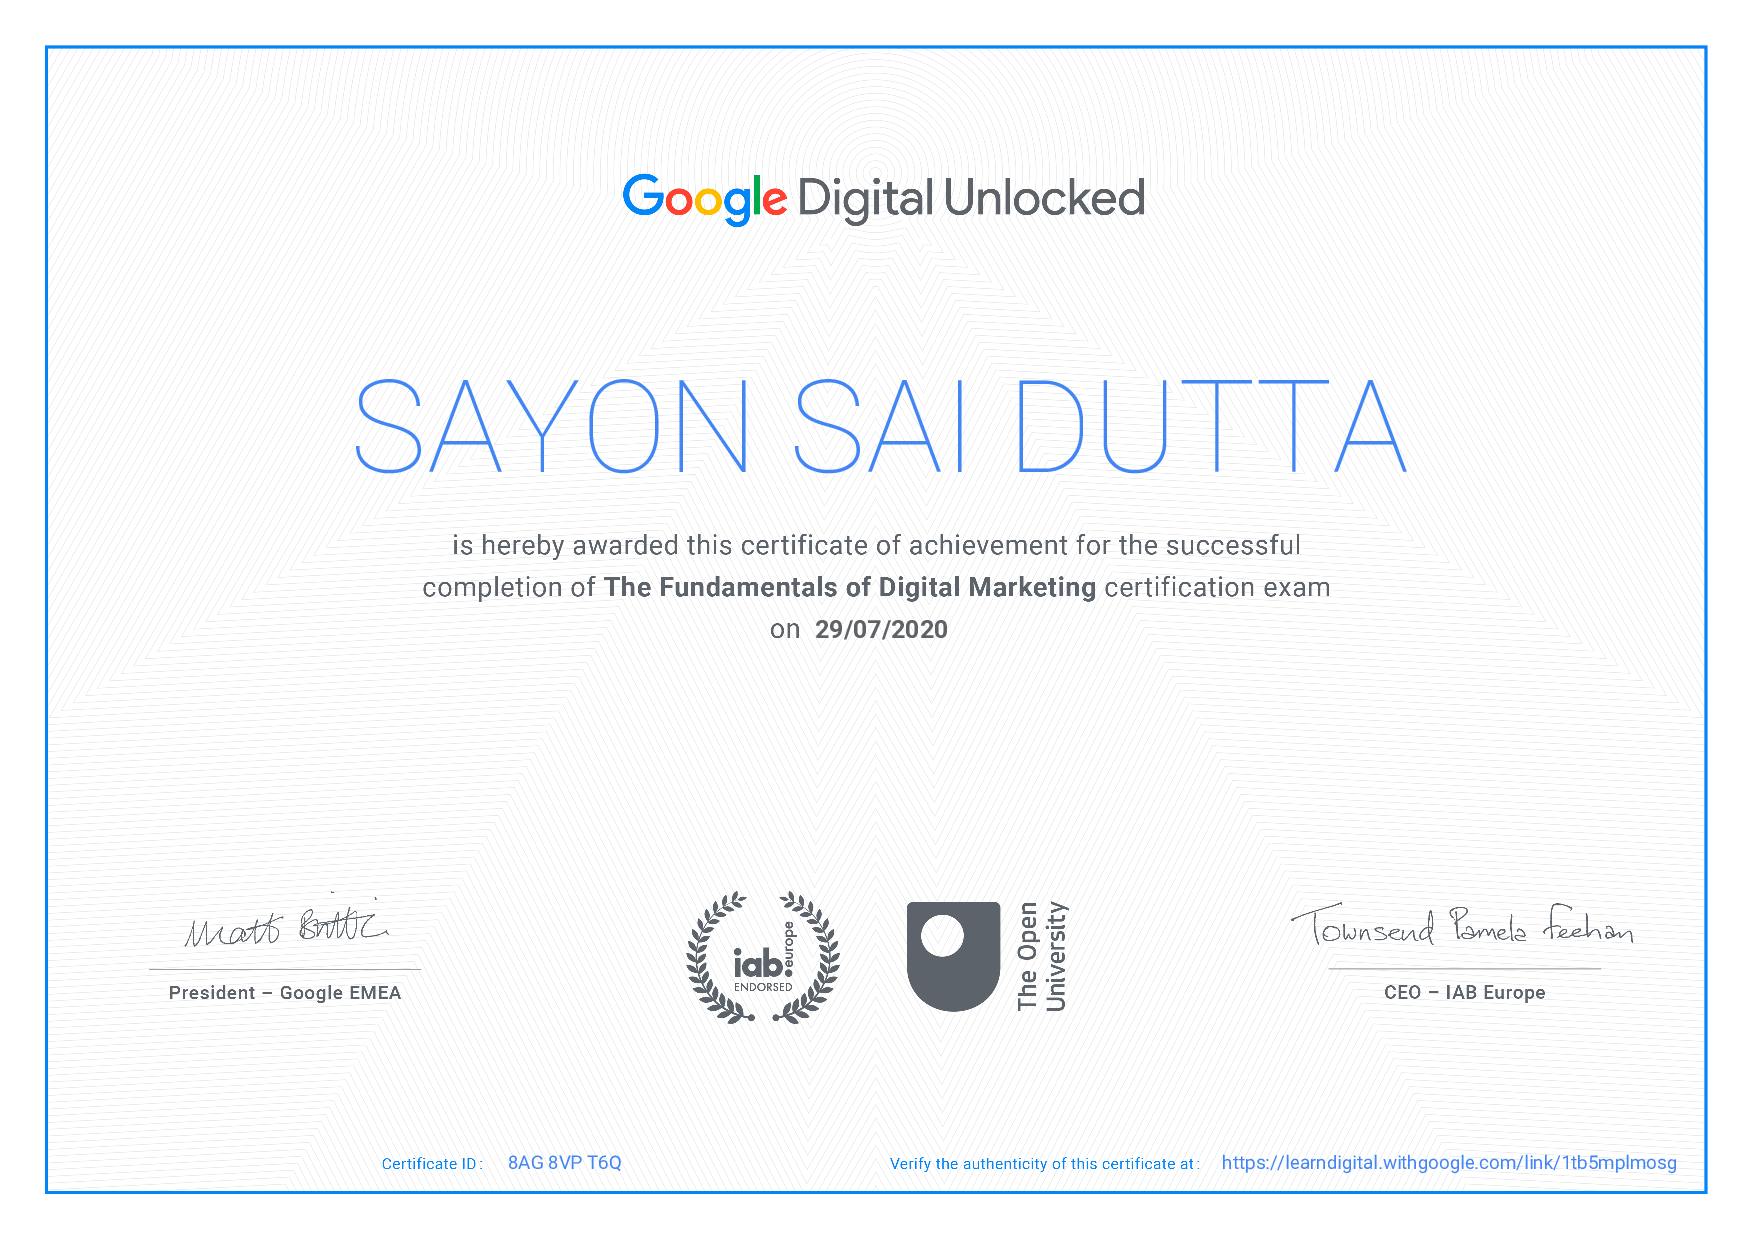 Google Digital Unlocked
SAYON SAI DUTTA
is hereby awarded this certificate of achievement for the successful
completion of The Fundamentals of Digital Marketing certification exam
on 29/07/2020
Matt Brittin
President – Google EMEA
iab europe
ENDORSED
The Open
University
Townsend Pamela Feehan
CEO – IAB Europe
Certificate ID: 8AG 8VP T6Q
Verify the authenticity of this certificate at: https://learndigital.withgoogle.com/link/1tb5mplmosg